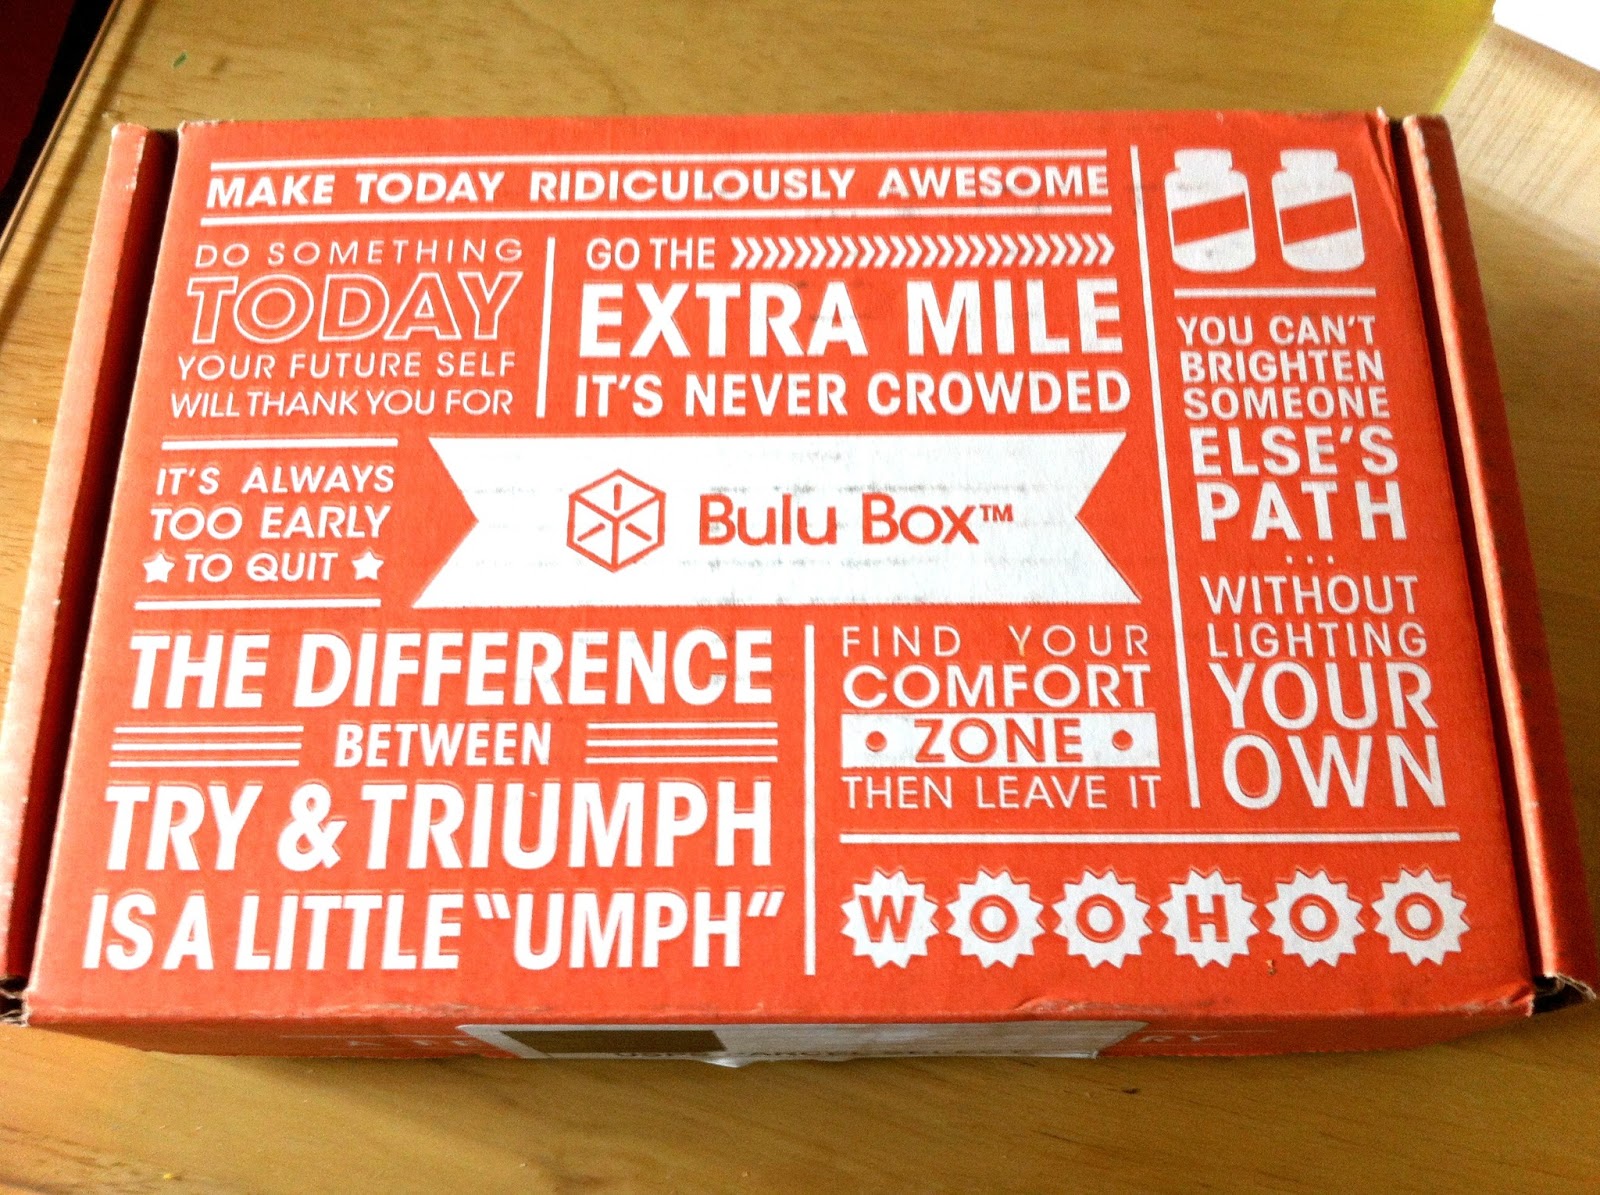 MAKE TODAY RIDICULOUSLY AWESOME
DO SOMETHING
TODAY
YOUR FUTURE SELF
WILL THANK YOU FOR
GO THE
EXTRA MILE
IT'S NEVER CROWDED
IT'S ALWAYS
TOO EARLY
TO QUIT
Bulu Box™
THE DIFFERENCE
BETWEEN
TRY & TRIUMPH
IS A LITTLE "UMPH"
FIND YOUR
COMFORT
ZONE
THEN LEAVE IT
YOU CAN'T
BRIGHTEN
SOMEONE
ELSE'S
PATH
...
WITHOUT
LIGHTING
YOUR
OWN
WOOHOO